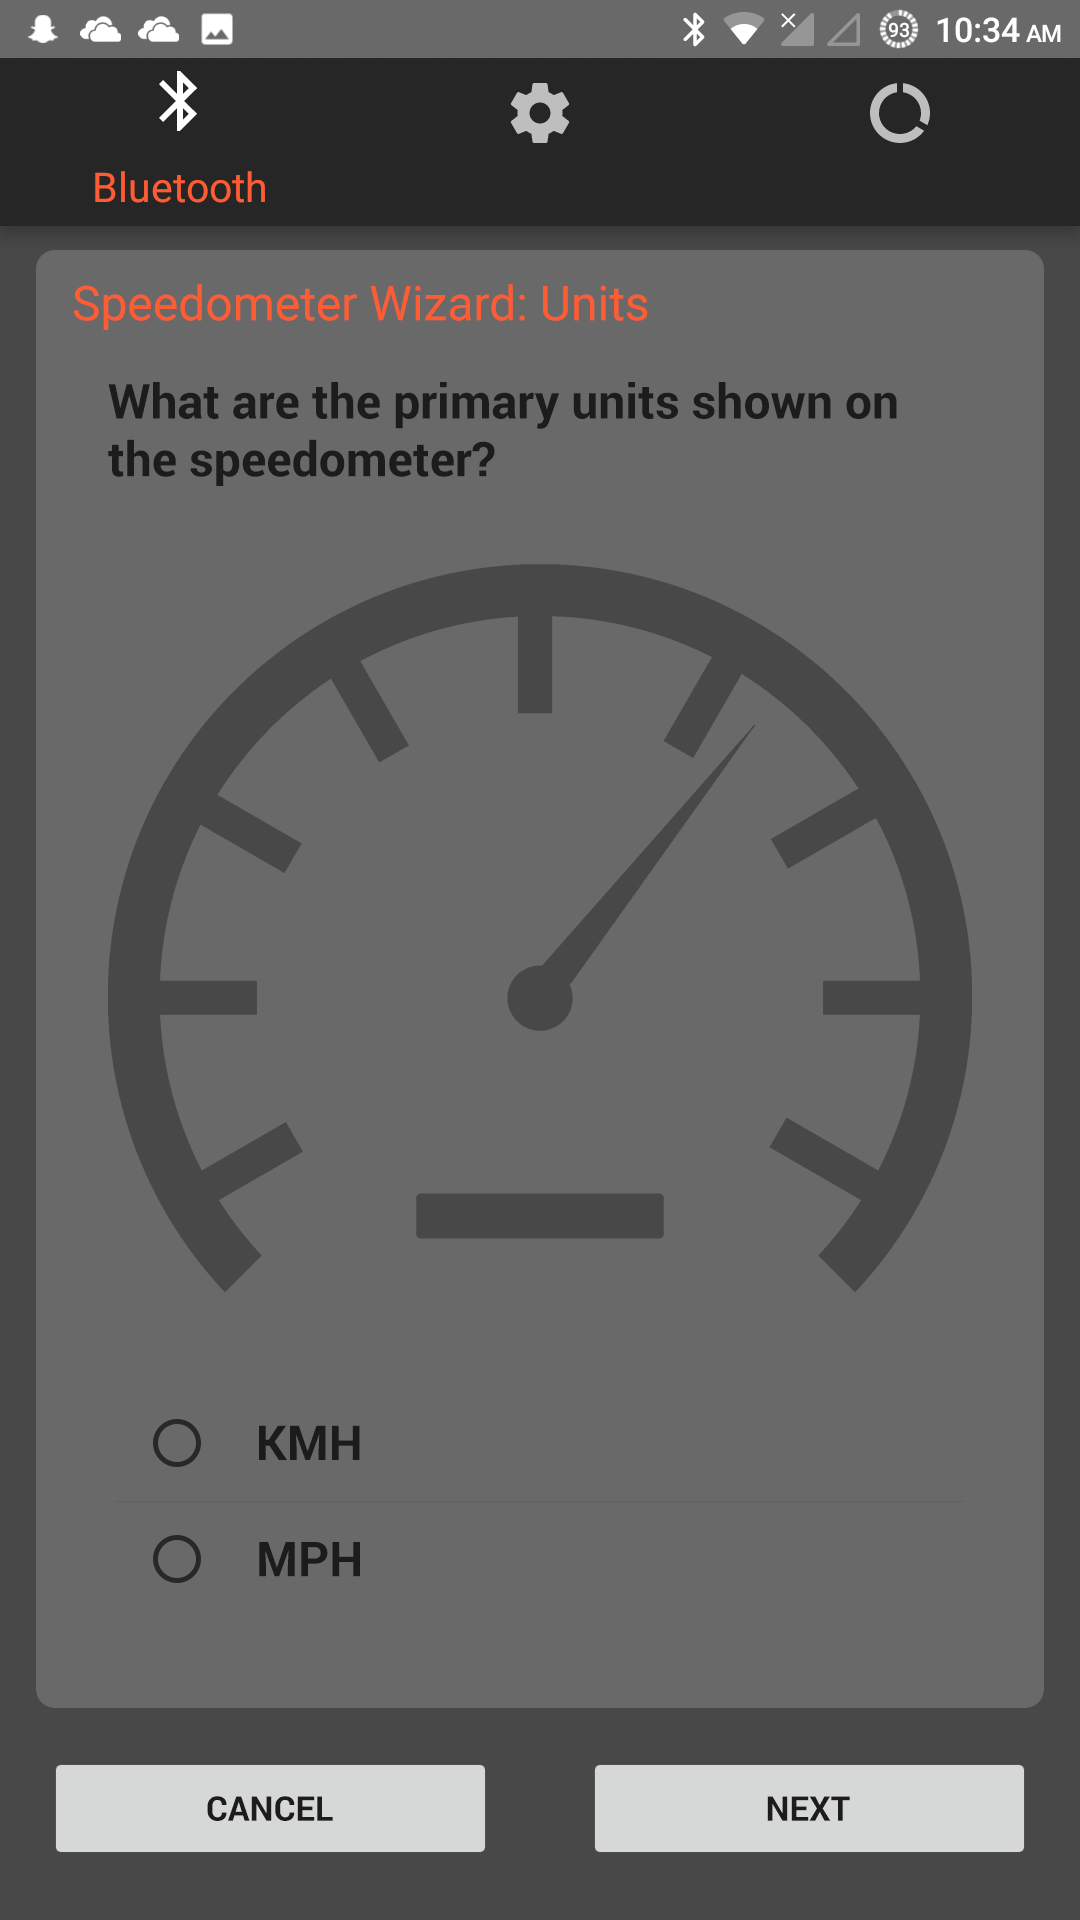 93 10:34 AM
Bluetooth
Speedometer Wizard: Units
What are the primary units shown on
the speedometer?
KMH
MPH
CANCEL NEXT